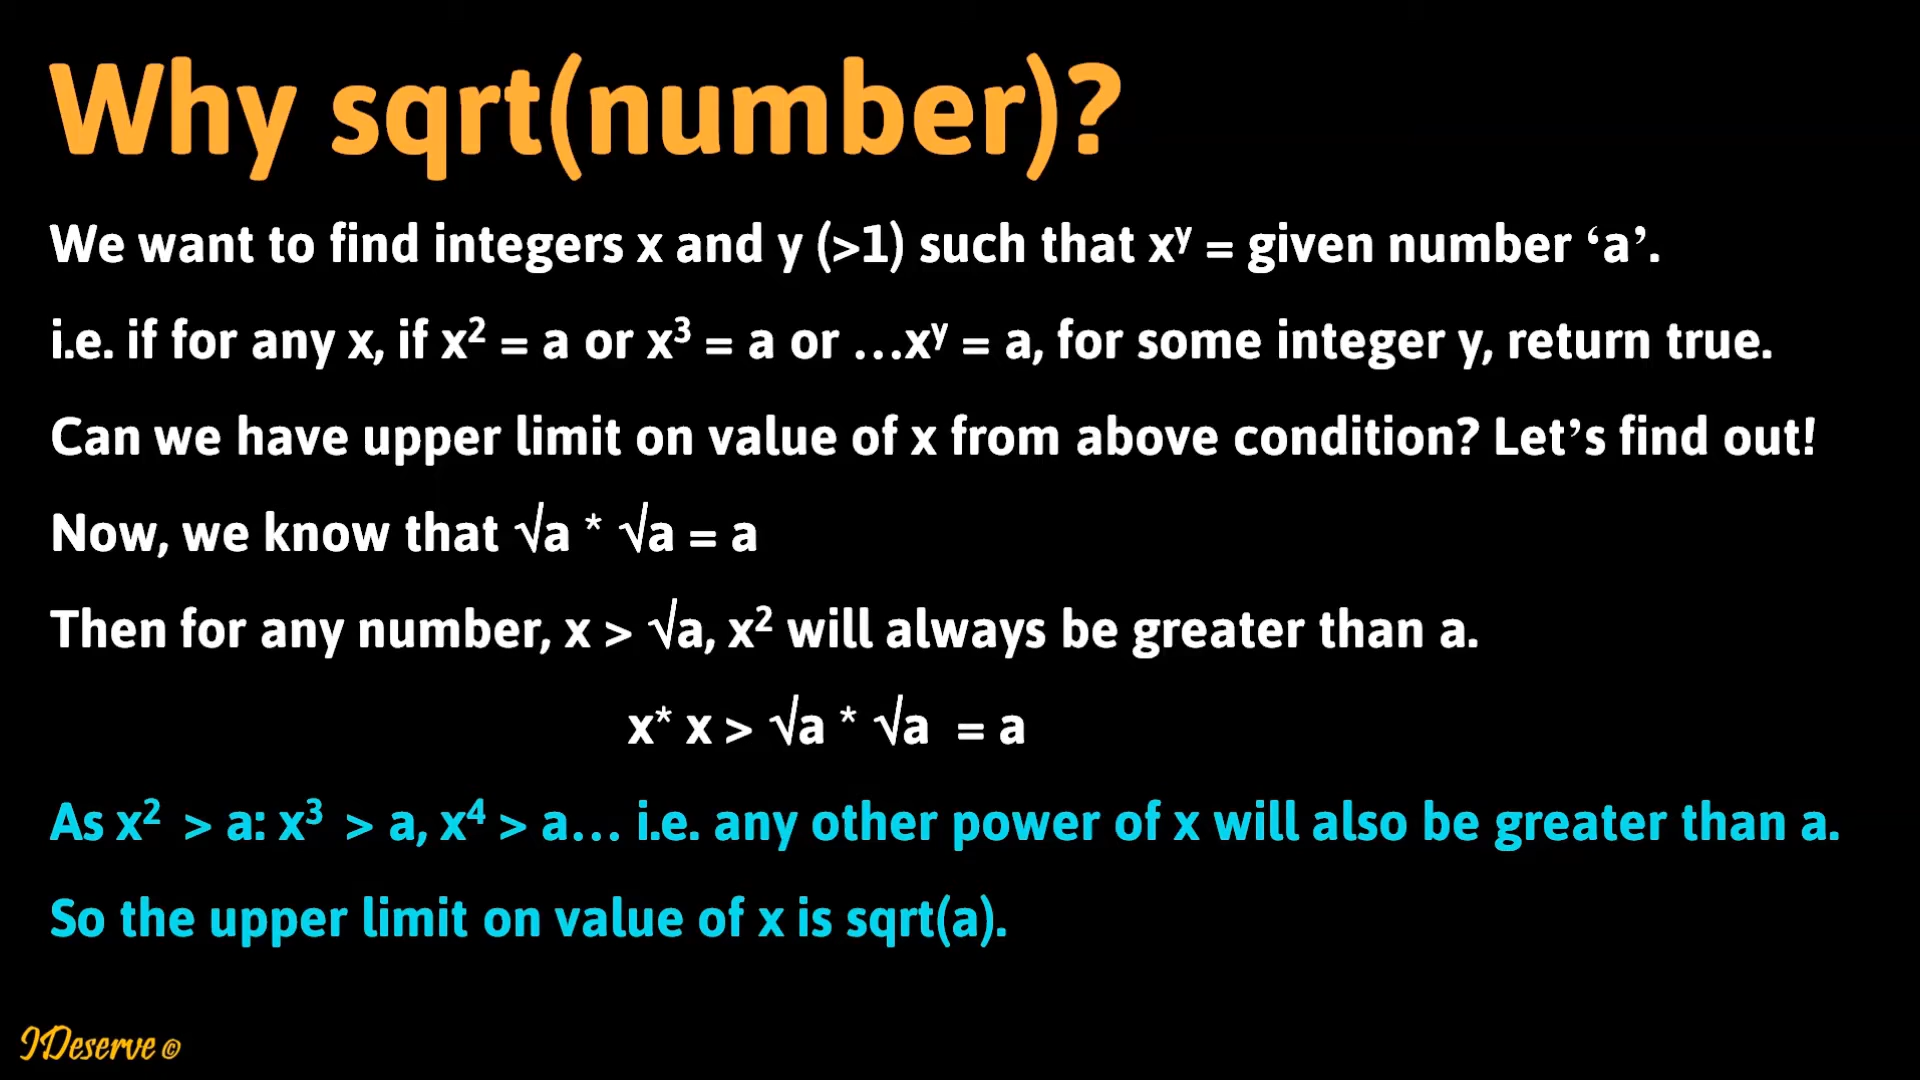 Why sqrt(number)?
We want to find integers x and y (>1) such that xʸ = given number ‘a’.
i.e. if for any x, if x² = a or x³ = a or …xʸ = a, for some integer y, return true.
Can we have upper limit on value of x from above condition? Let’s find out!
Now, we know that √a * √a = a
Then for any number, x > √a, x² will always be greater than a.
x* x > √a * √a = a
As x² > a: x³ > a, x⁴ > a… i.e. any other power of x will also be greater than a.
So the upper limit on value of x is sqrt(a).
IDeserve ©